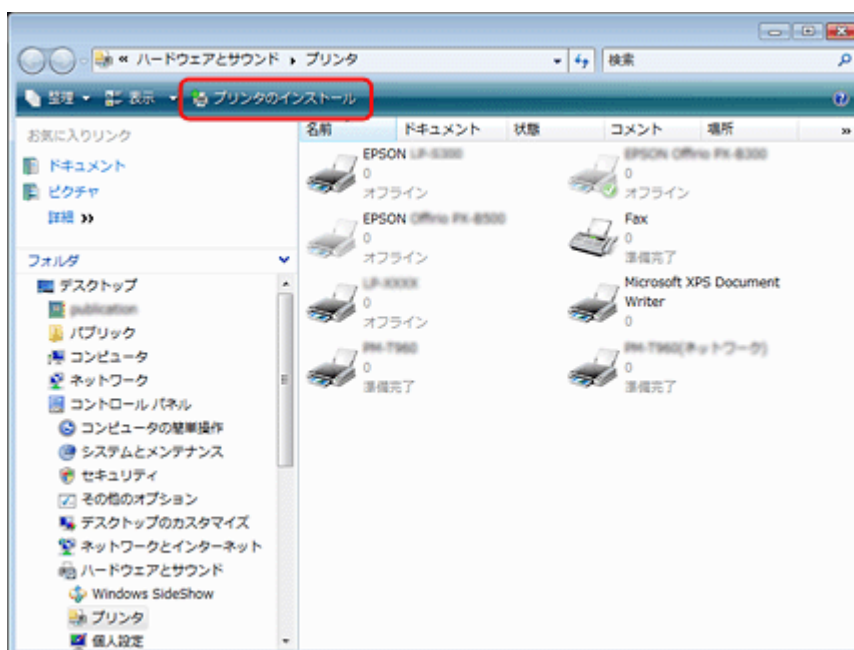 « ハードウェアとサウンド ▸ プリンタ
検索
整理 表示 プリンタのインストール
名前 ドキュメント 状態 コメント 場所 »
お気に入りリンク
ドキュメント
ピクチャ
詳細 »
フォルダ
デスクトップ
パブリック
コンピュータ
ネットワーク
コントロール パネル
コンピュータの簡単操作
システムとメンテナンス
セキュリティ
その他のオプション
デスクトップのカスタマイズ
ネットワークとインターネット
ハードウェアとサウンド
Windows SideShow
プリンタ
個人設定
EPSON
0
オフライン
0
オフライン
EPSON
0
オフライン
Fax
0
準備完了
0
オフライン
Microsoft XPS Document
Writer
0
0
準備完了
0
準備完了